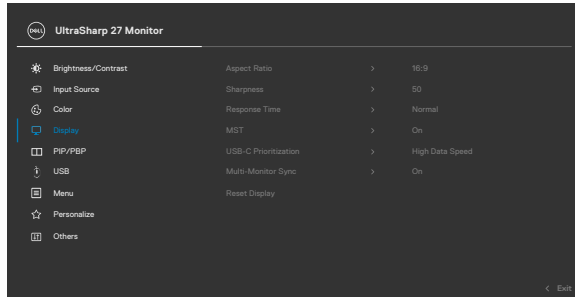 DELL UltraSharp 27 Monitor
Brightness/Contrast Aspect Ratio > 16:9
Input Source Sharpness > 50
Color Response Time > Normal
Display MST > On
PIP/PBP USB-C Prioritization > High Data Speed
USB Multi-Monitor Sync > On
Menu Reset Display
Personalize
Others
< Exit